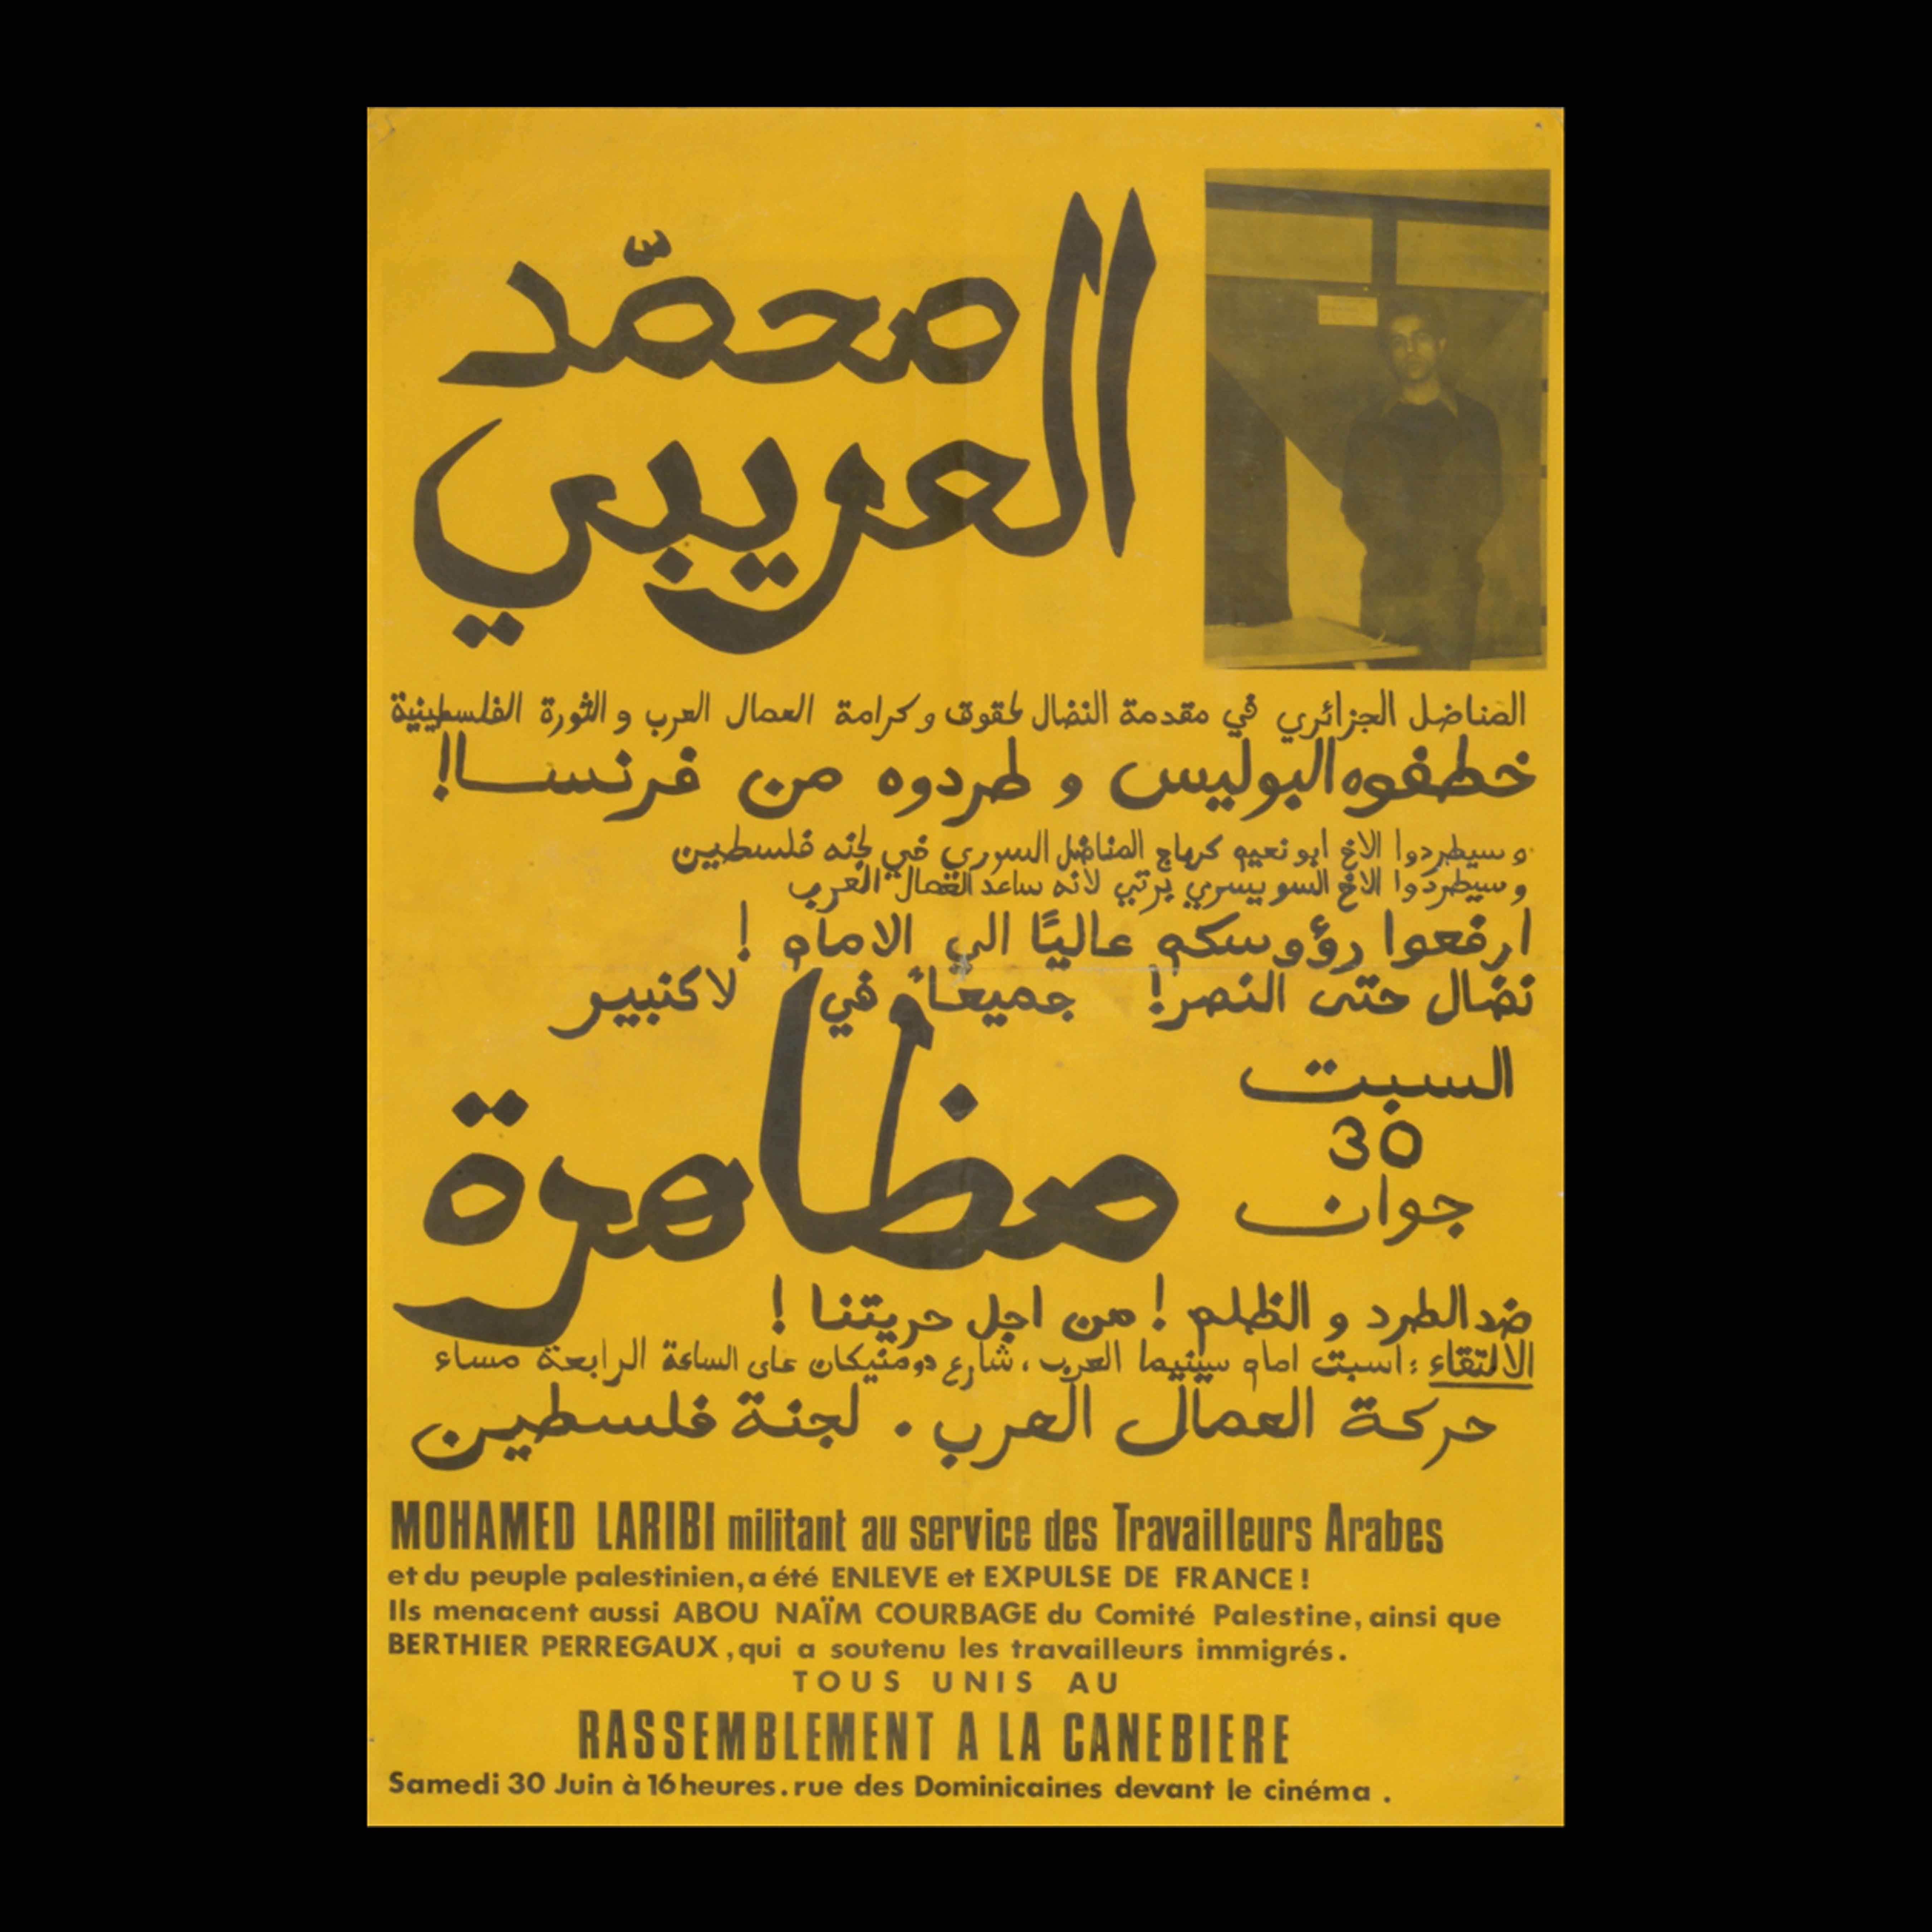 محمّد
العريبي
المناضل الجزائري في مقدمة النضال لحقوق وكرامة العمال العرب و الثورة الفلسطينية
خطفوه البوليس و طردوه من فرنسا!
و سيطردوا الاخ ابو نعيم كرباج المناضل السوري في لجنه فلسطين
وسيطردوا الاخ السويسري برتي لانه ساعد العمال العرب
ارفعوا رؤوسكم عاليًا الى الامام !
نضال حتى النصر! جميعاً في لاكنبير
السبت
30
جوان
مظاهرة
ضد الطرد و الظلم ! من اجل حريتنا !
الالتقاء : اسبت امام سينيما العرب، شارع دومنيكان على الساعة الرابعة مساء
حركة العمال العرب . لجنة فلسطين
MOHAMED LARIBI militant au service des Travailleurs Arabes
et du peuple palestinien, a été ENLEVE et EXPULSE DE FRANCE !
Ils menacent aussi ABOU NAÏM COURBAGE du Comité Palestine, ainsi que
BERTHIER PERREGAUX, qui a soutenu les travailleurs immigrés.
TOUS UNIS AU
RASSEMBLEMENT A LA CANEBIERE
Samedi 30 Juin à 16 heures. rue des Dominicaines devant le cinéma .